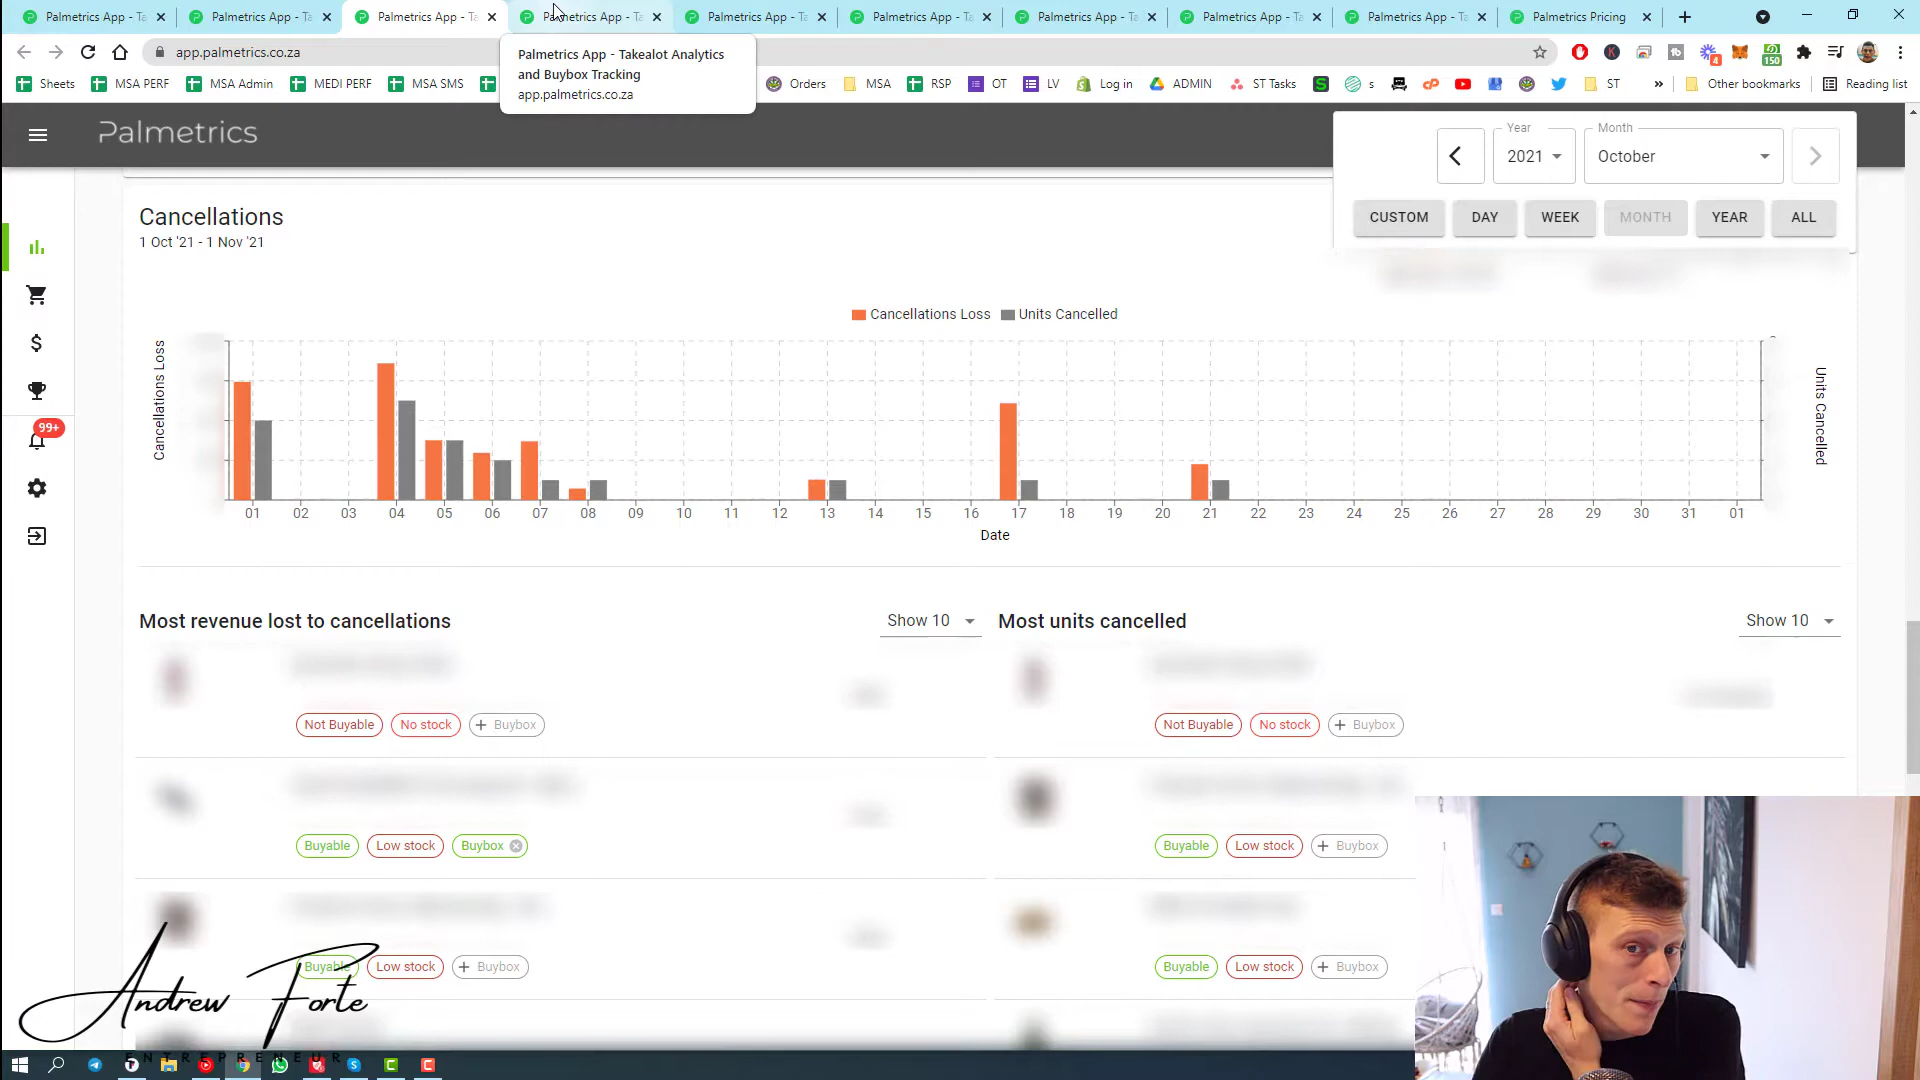 Palmetrics App - Ta
Palmetrics App - Ta
Palmetrics App - Ta
Palmetrics App - Ta
Palmetrics App - Ta
Palmetrics App - Ta
Palmetrics App - Ta
Palmetrics App - Ta
Palmetrics App - Ta
Palmetrics Pricing
app.palmetrics.co.za
4
150
Palmetrics App - Takealot Analytics
and Buybox Tracking
app.palmetrics.co.za
Sheets
MSA PERF
MSA Admin
MEDI PERF
MSA SMS
Orders
MSA
RSP
OT
LV
Log in
ADMIN
ST Tasks
s
ST
Other bookmarks
Reading list
Palmetrics
Year
2021
Month
October
CUSTOM
DAY
WEEK
MONTH
YEAR
ALL
99+
Cancellations
1 Oct '21 - 1 Nov '21
Cancellations Loss
Units Cancelled
Cancellations Loss
Units Cancelled
01 02 03 04 05 06 07 08 09 10 11 12 13 14 15 16 17 18 19 20 21 22 23 24 25 26 27 28 29 30 31 01
Date
Most revenue lost to cancellations
Show 10
Most units cancelled
Show 10
Not Buyable
No stock
+ Buybox
Not Buyable
No stock
+ Buybox
Buyable
Low stock
Buybox
Buyable
Low stock
+ Buybox
Buyable
Low stock
+ Buybox
Buyable
Low stock
+ Buybox
Andrew Forte
ENTREPRENEUR